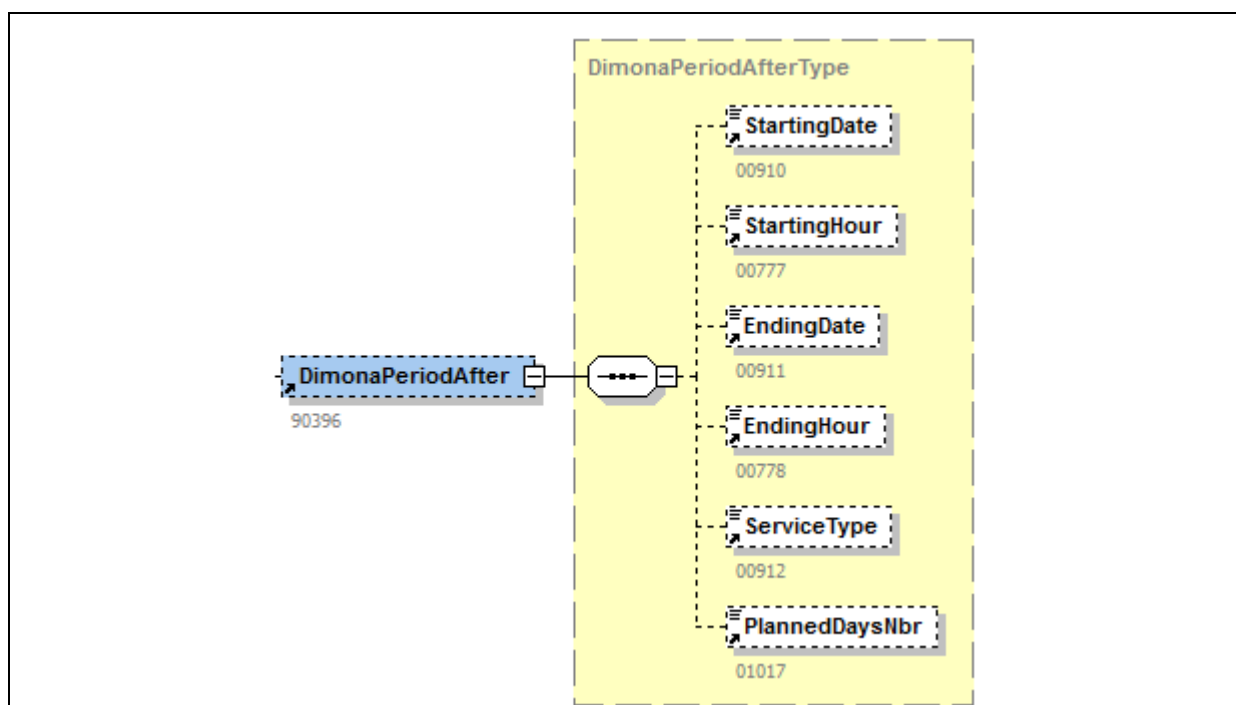 DimonaPeriodAfterType
StartingDate
00910
StartingHour
00777
EndingDate
00911
DimonaPeriodAfter
90396
EndingHour
00778
ServiceType
00912
PlannedDaysNbr
01017